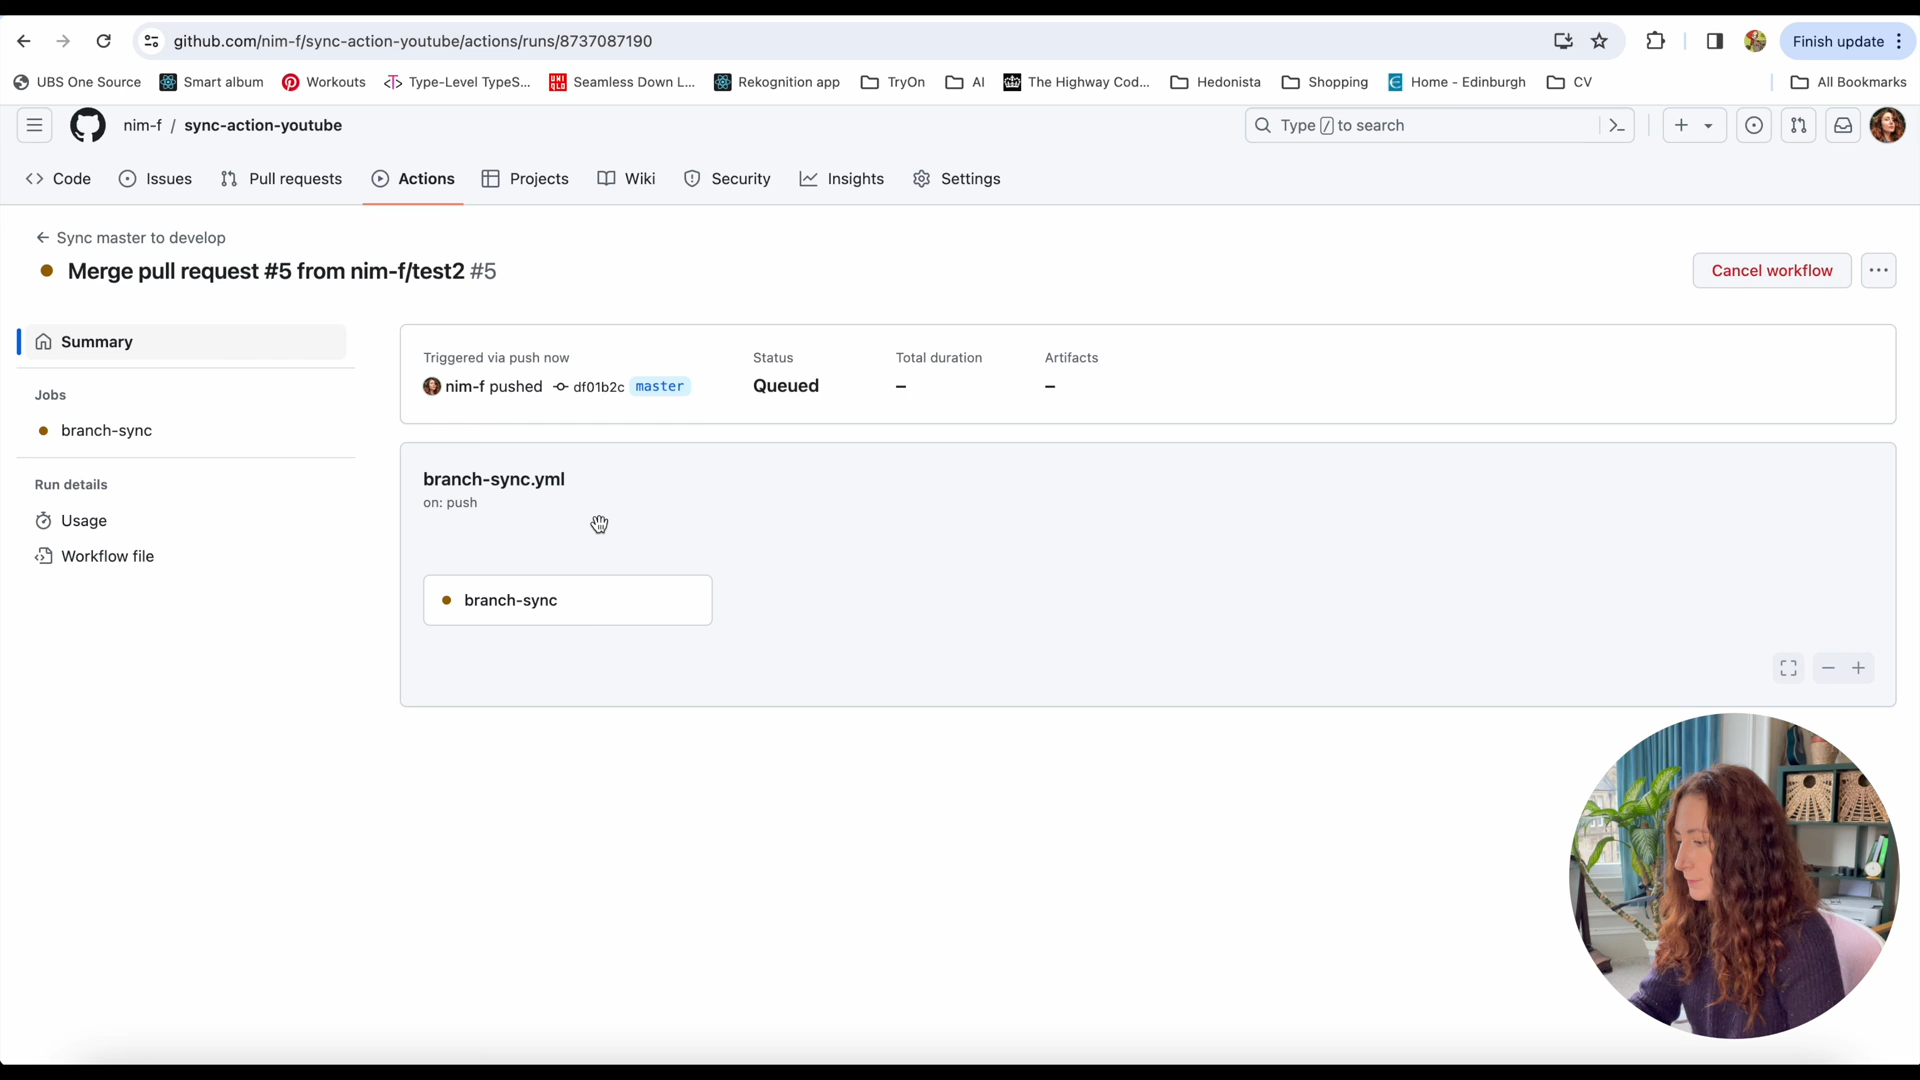 github.com/nim-f/sync-action-youtube/actions/runs/8737087190
Finish update
UBS One Source
Smart album
Workouts
Type-Level TypeS...
Seamless Down L...
Rekognition app
TryOn
AI
The Highway Cod...
Hedonista
Shopping
Home - Edinburgh
CV
All Bookmarks
nim-f / sync-action-youtube
Type / to search
Code
Issues
Pull requests
Actions
Projects
Wiki
Security
Insights
Settings
Sync master to develop
Merge pull request #5 from nim-f/test2 #5
Cancel workflow
Summary
Jobs
branch-sync
Run details
Usage
Workflow file
Triggered via push now
nim-f pushed df01b2c master
Status
Queued
Total duration
–
Artifacts
–
branch-sync.yml
on: push
branch-sync